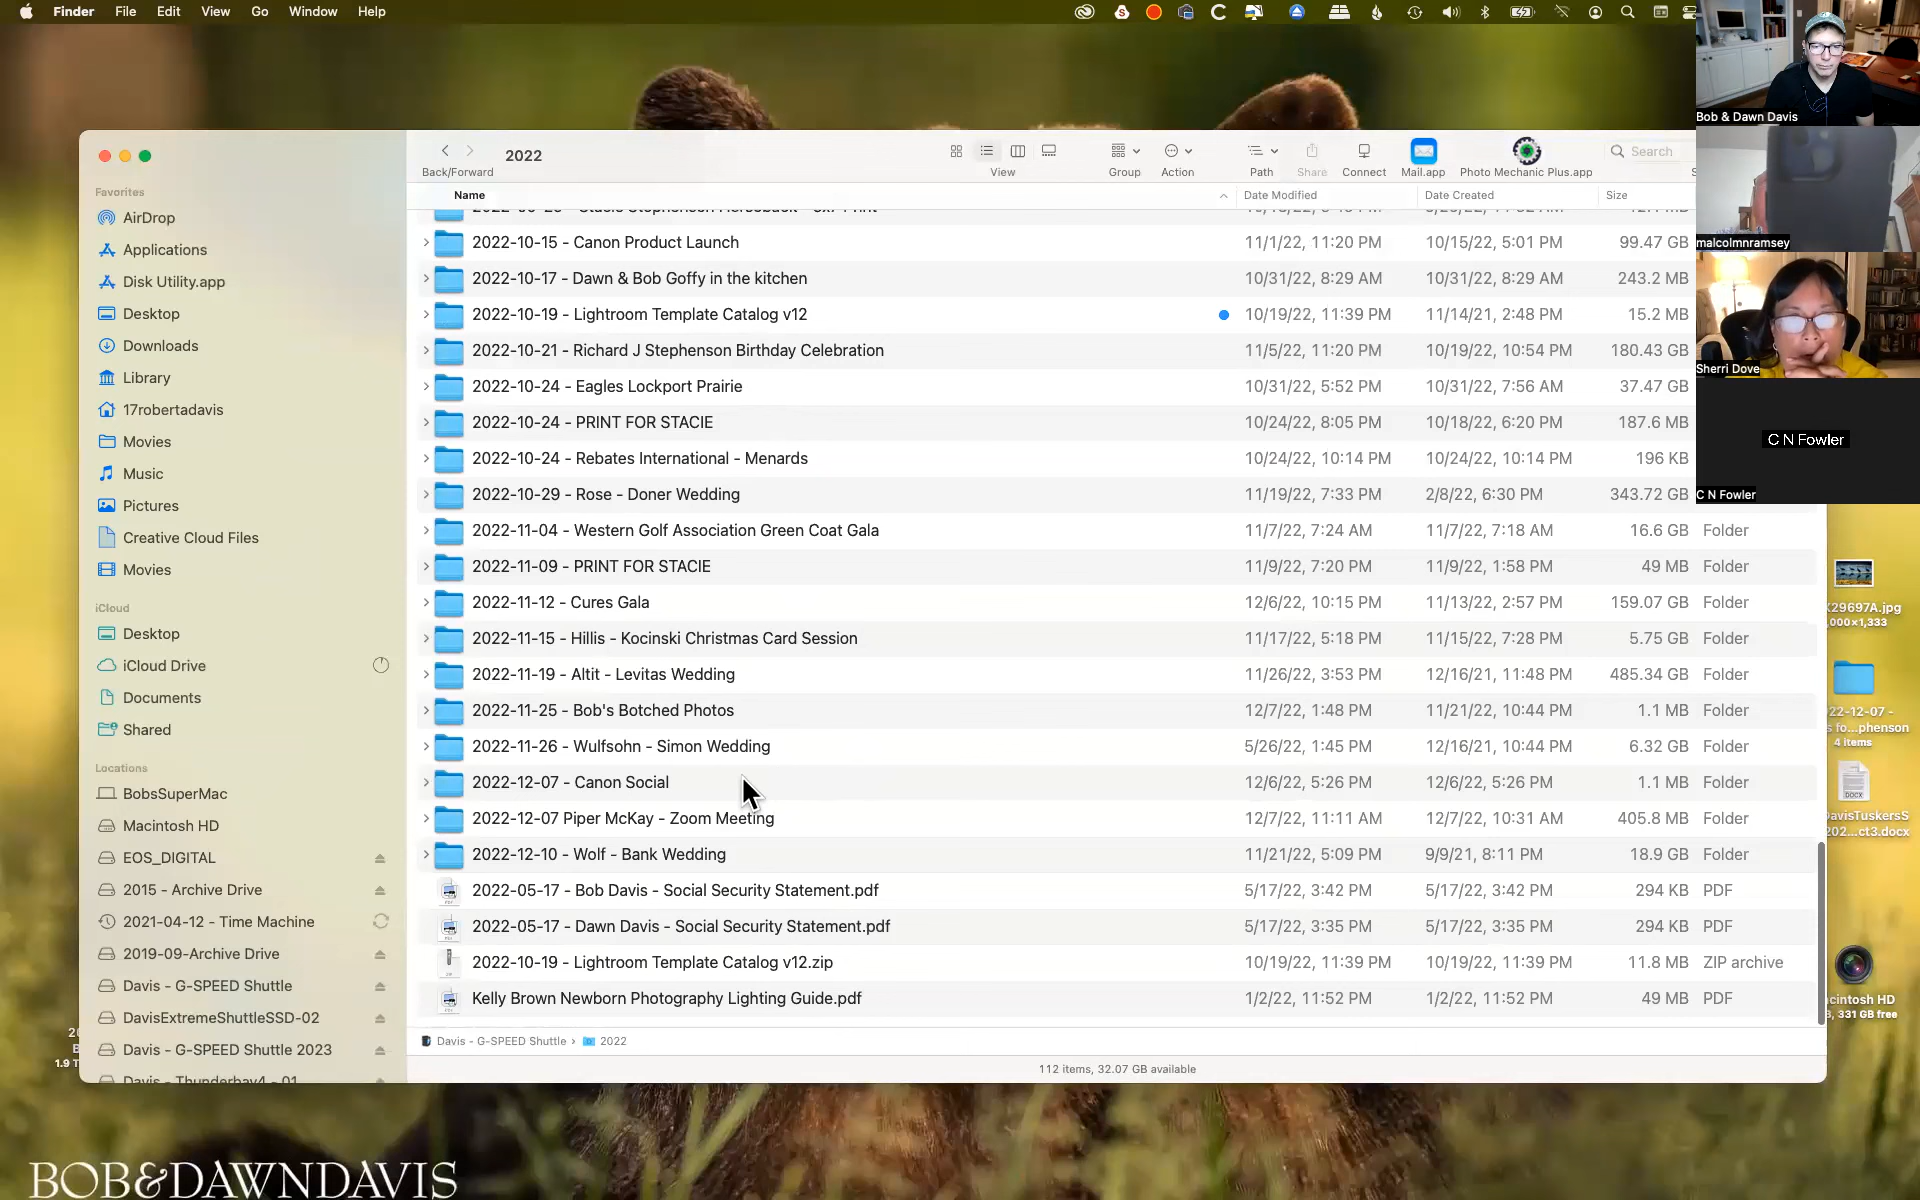 Finder File Edit View Go Window Help
Bob & Dawn Davis
malcolmnramsey
Sherri Dove
C N Fowler
C N Fowler
2022
Back/Forward View Group Action Path Share Connect Mail.app Photo Mechanic Plus.app Search
Name Date Modified Date Created Size
Favorites
AirDrop
Applications
Disk Utility.app
Desktop
Downloads
Library
17robertadavis
Movies
Music
Pictures
Creative Cloud Files
Movies
iCloud
Desktop
iCloud Drive
Documents
Shared
Locations
BobsSuperMac
Macintosh HD
EOS_DIGITAL
2015 - Archive Drive
2021-04-12 - Time Machine
2019-09-Archive Drive
Davis - G-SPEED Shuttle
DavisExtremeShuttleSSD-02
Davis - G-SPEED Shuttle 2023
Davis - Thunderbay4 - 01
2022-10-15 - Canon Product Launch 11/1/22, 11:20 PM 10/15/22, 5:01 PM 99.47 GB
2022-10-17 - Dawn & Bob Goffy in the kitchen 10/31/22, 8:29 AM 10/31/22, 8:29 AM 243.2 MB
2022-10-19 - Lightroom Template Catalog v12 10/19/22, 11:39 PM 11/14/21, 2:48 PM 15.2 MB
2022-10-21 - Richard J Stephenson Birthday Celebration 11/5/22, 11:20 PM 10/19/22, 10:54 PM 180.43 GB
2022-10-24 - Eagles Lockport Prairie 10/31/22, 5:52 PM 10/31/22, 7:56 AM 37.47 GB
2022-10-24 - PRINT FOR STACIE 10/24/22, 8:05 PM 10/18/22, 6:20 PM 187.6 MB
2022-10-24 - Rebates International - Menards 10/24/22, 10:14 PM 10/24/22, 10:14 PM 196 KB
2022-10-29 - Rose - Doner Wedding 11/19/22, 7:33 PM 2/8/22, 6:30 PM 343.72 GB
2022-11-04 - Western Golf Association Green Coat Gala 11/7/22, 7:24 AM 11/7/22, 7:18 AM 16.6 GB Folder
2022-11-09 - PRINT FOR STACIE 11/9/22, 7:20 PM 11/9/22, 1:58 PM 49 MB Folder
2022-11-12 - Cures Gala 12/6/22, 10:15 PM 11/13/22, 2:57 PM 159.07 GB Folder
2022-11-15 - Hillis - Kocinski Christmas Card Session 11/17/22, 5:18 PM 11/15/22, 7:28 PM 5.75 GB Folder
2022-11-19 - Altit - Levitas Wedding 11/26/22, 3:53 PM 12/16/21, 11:48 PM 485.34 GB Folder
2022-11-25 - Bob's Botched Photos 12/7/22, 1:48 PM 11/21/22, 10:44 PM 1.1 MB Folder
2022-11-26 - Wulfsohn - Simon Wedding 5/26/22, 1:45 PM 12/16/21, 10:44 PM 6.32 GB Folder
2022-12-07 - Canon Social 12/6/22, 5:26 PM 12/6/22, 5:26 PM 1.1 MB Folder
2022-12-07 Piper McKay - Zoom Meeting 12/7/22, 11:11 AM 12/7/22, 10:31 AM 405.8 MB Folder
2022-12-10 - Wolf - Bank Wedding 11/21/22, 5:09 PM 9/9/21, 8:11 PM 18.9 GB Folder
2022-05-17 - Bob Davis - Social Security Statement.pdf 5/17/22, 3:42 PM 5/17/22, 3:42 PM 294 KB PDF
2022-05-17 - Dawn Davis - Social Security Statement.pdf 5/17/22, 3:35 PM 5/17/22, 3:35 PM 294 KB PDF
2022-10-19 - Lightroom Template Catalog v12.zip 10/19/22, 11:39 PM 10/19/22, 11:39 PM 11.8 MB ZIP archive
Kelly Brown Newborn Photography Lighting Guide.pdf 1/2/22, 11:52 PM 1/2/22, 11:52 PM 49 MB PDF
Davis - G-SPEED Shuttle › 2022
112 items, 32.07 GB available
X29697A.jpg
,000×1,333
22-12-07 -
s fo...phenson
4 items
DOCX
DavisTuskersS
202...ct3.docx
acintosh HD
3, 331 GB free
1.9 T
BOB&DAWNDAVIS